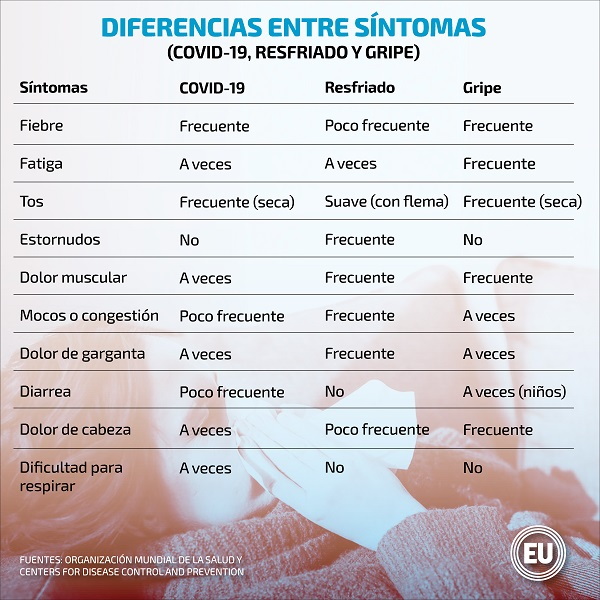 DIFERENCIAS ENTRE SÍNTOMAS
(COVID-19, RESFRIADO Y GRIPE)
Síntomas COVID-19 Resfriado Gripe
Fiebre Frecuente Poco frecuente Frecuente
Fatiga A veces A veces Frecuente
Tos Frecuente (seca) Suave (con flema) Frecuente (seca)
Estornudos No Frecuente No
Dolor muscular A veces Frecuente Frecuente
Mocos o congestión Poco frecuente Frecuente A veces
Dolor de garganta A veces Frecuente A veces
Diarrea Poco frecuente No A veces (niños)
Dolor de cabeza A veces Poco frecuente Frecuente
Dificultad para A veces No No
respirar
FUENTES: ORGANIZACIÓN MUNDIAL DE LA SALUD Y
CENTERS FOR DISEASE CONTROL AND PREVENTION
EU